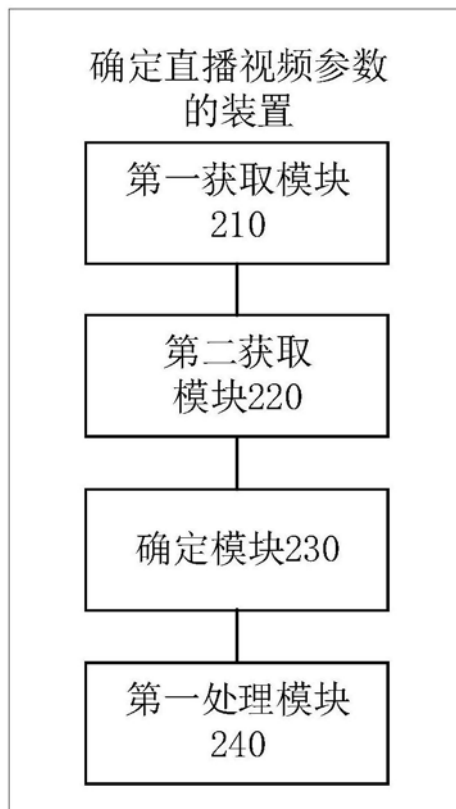 确定直播视频参数
的装置
第一获取模块
210
第二获取
模块220
确定模块230
第一处理模块
240